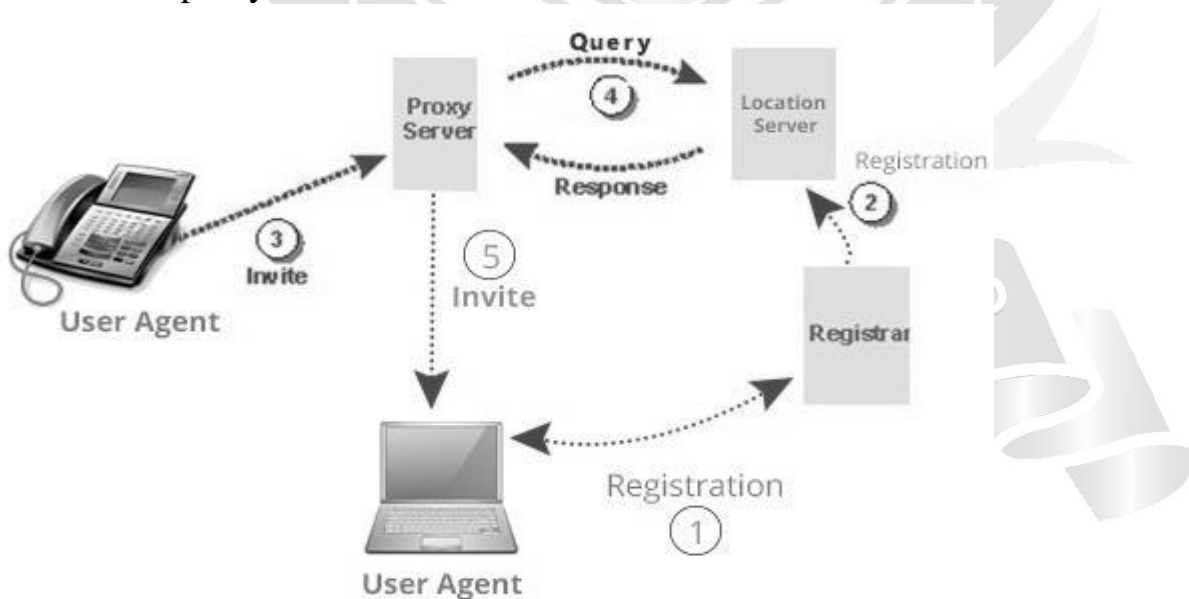 Query
4
Proxy
Server
Location
Server
Response
Registration
2
3
Invite
5
Invite
User Agent
Registrar
Registration
1
User Agent